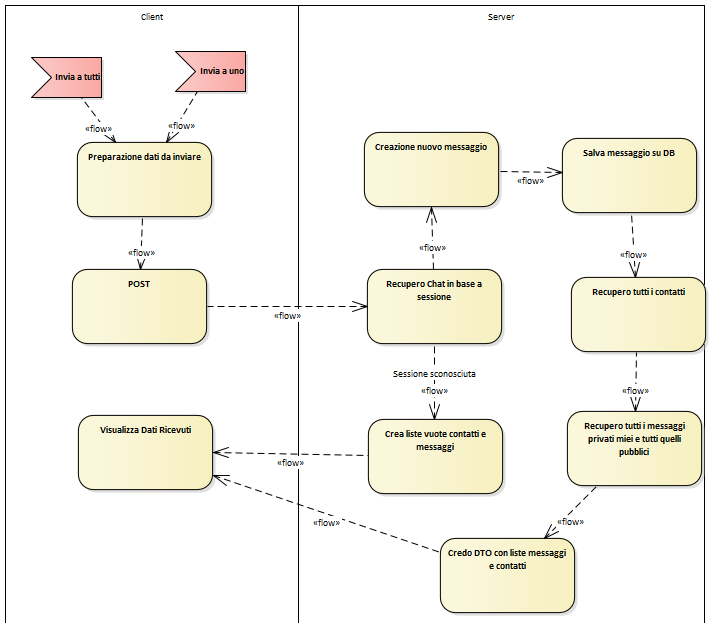 Client
Server
Invia a tutti
Invia a uno
«flow»
«flow»
Preparazione dati da inviare
Creazione nuovo messaggio
Salva messaggio su DB
«flow»
«flow»
«flow»
«flow»
POST
Recupero Chat in base a
sessione
Recupero tutti i contatti
«flow»
Sessione sconosciuta
«flow»
«flow»
Visualizza Dati Ricevuti
Crea liste vuote contatti e
messaggi
Recupero tutti i messaggi
privati miei e tutti quelli
pubblici
«flow»
«flow»
«flow»
Credo DTO con liste messaggi
e contatti